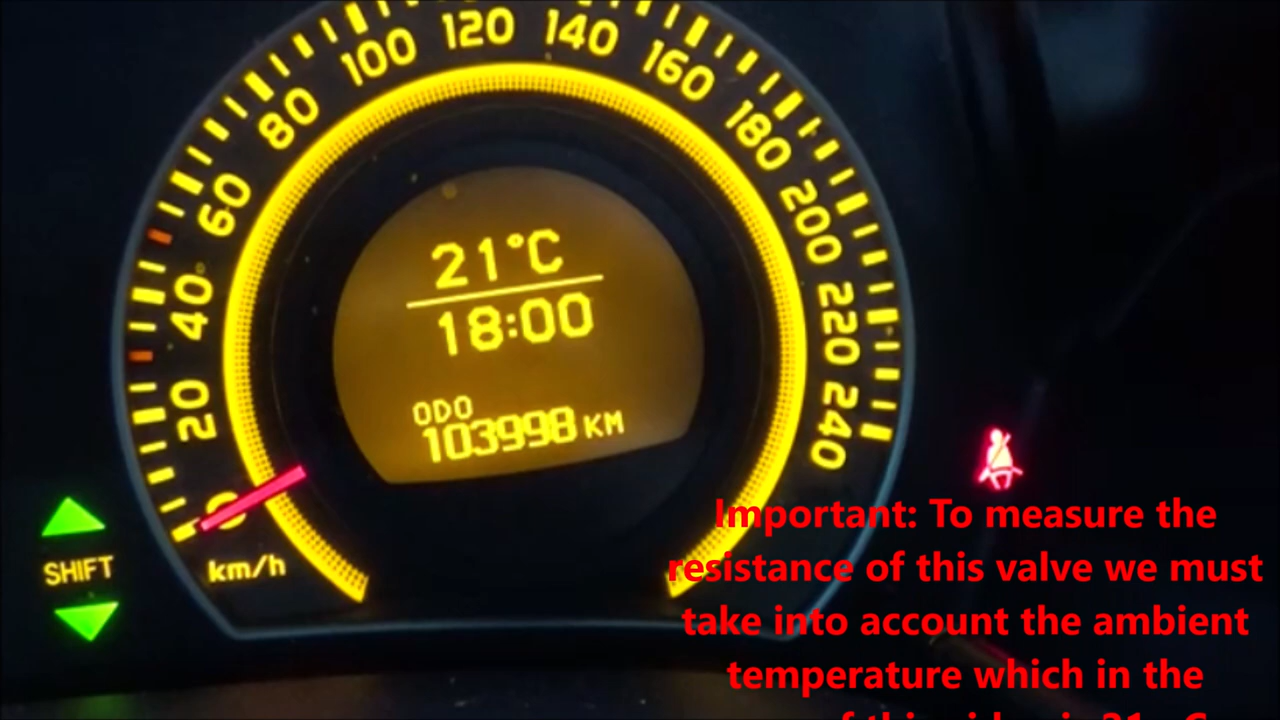 100 120 140 160
80 180
60 200
40 220
20 240
0
21°C
18:00
ODO
103998 KM
SHIFT
km/h
Important: To measure the
resistance of this valve we must
take into account the ambient
temperature which in the